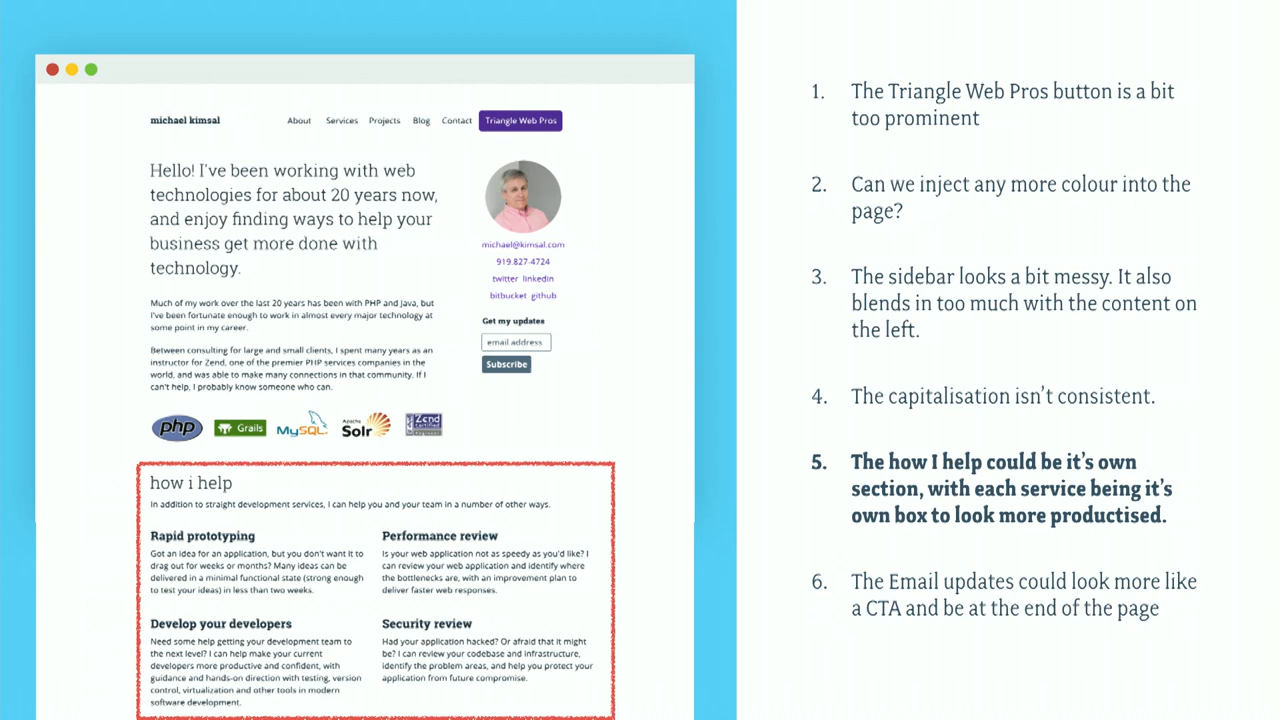 michael kimsal
About Services Projects Blog Contact Triangle Web Pros
Hello! I've been working with web
technologies for about 20 years now,
and enjoy finding ways to help your
business get more done with
technology.
Much of my work over the last 20 years has been with PHP and Java, but
I've been fortunate enough to work in almost every major technology at
some point in my career.
Between consulting for large and small clients, I spent many years as an
instructor for Zend, one of the premier PHP services companies in the
world, and was able to make many connections in that community. If I
can't help, I probably know someone who can.
php
Grails
MySQL
Apache
Solr
Zend
michael@kimsal.com
919.827-4724
twitter linkedin
bitbucket github
Get my updates
email address
Subscribe
how i help
In addition to straight development services, I can help you and your team in a number of other ways.
Rapid prototyping
Got an idea for an application, but you don't want it to
drag out for weeks or months? Many ideas can be
delivered in a minimal functional state (strong enough
to test your ideas) in less than two weeks.
Performance review
Is your web application not as speedy as you'd like? I
can review your web application and identify where
the bottlenecks are, with an improvement plan to
deliver faster web responses.
Develop your developers
Need some help getting your development team to
the next level? I can help make your current
developers more productive and confident, with
guidance and hands-on direction with testing, version
control, virtualization and other tools in modern
software development.
Security review
Had your application hacked? Or afraid that it might
be? I can review your codebase and infrastructure,
identify the problem areas, and help you protect your
application from future compromise.
1. The Triangle Web Pros button is a bit
too prominent
2. Can we inject any more colour into the
page?
3. The sidebar looks a bit messy. It also
blends in too much with the content on
the left.
4. The capitalisation isn't consistent.
5. The how I help could be it's own
section, with each service being it's
own box to look more productised.
6. The Email updates could look more like
a CTA and be at the end of the page